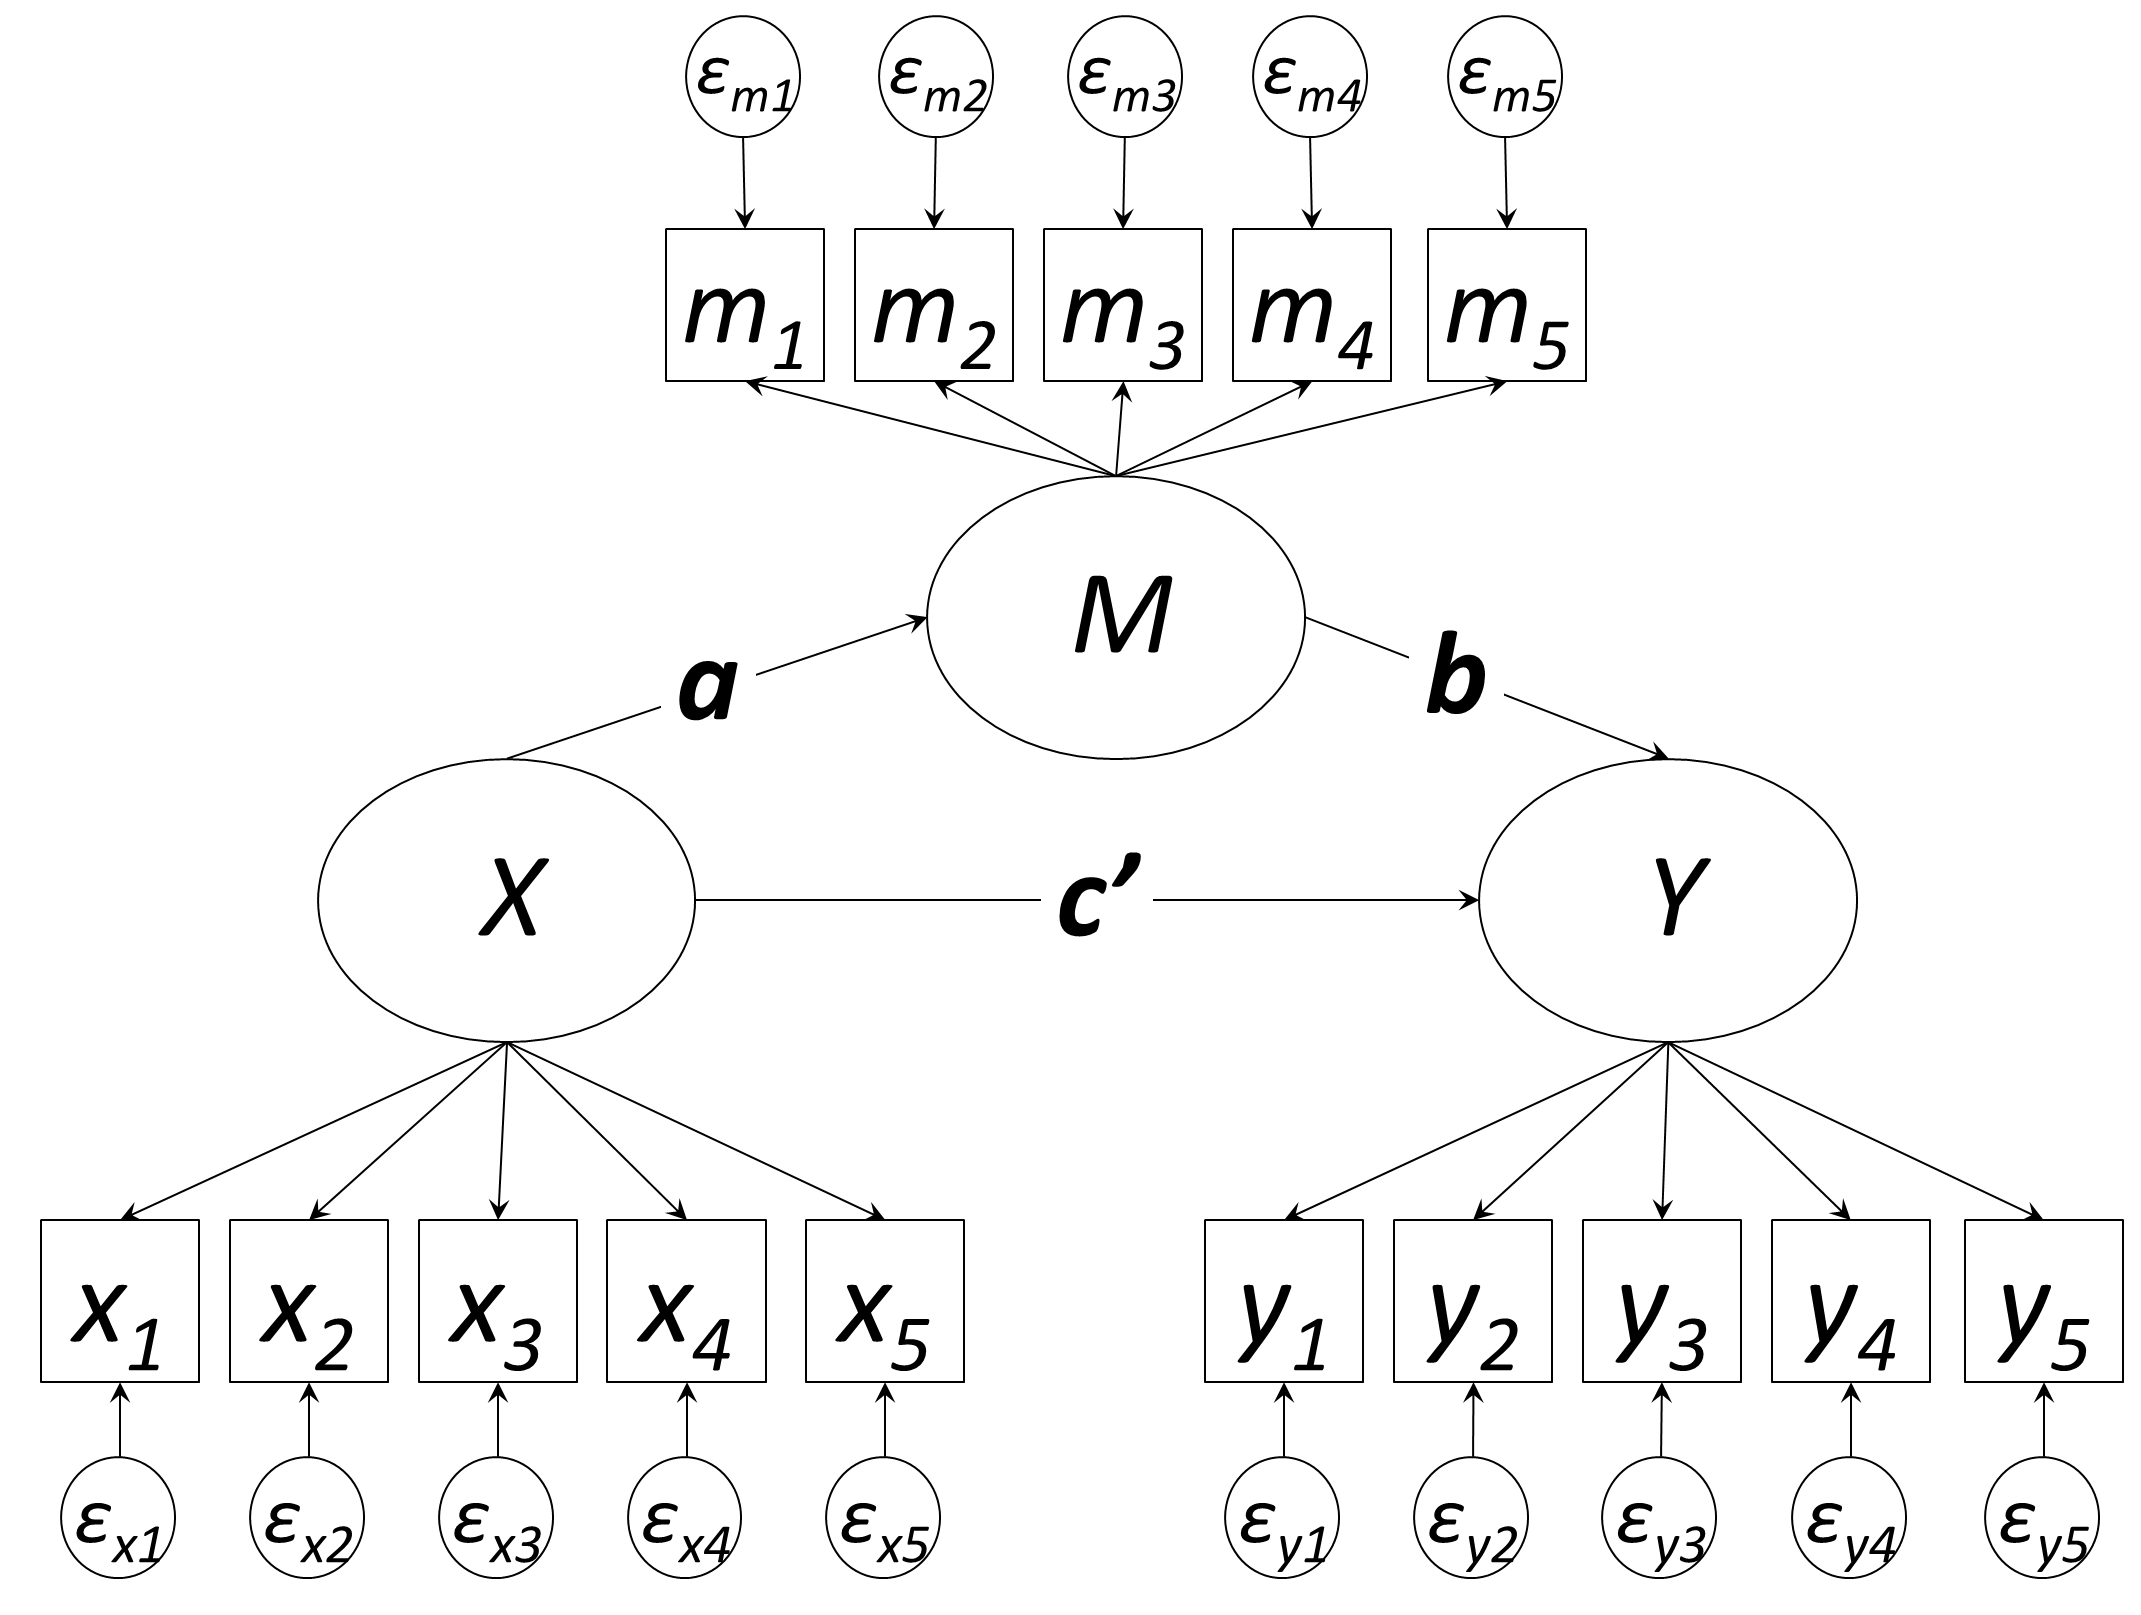 εm1 εm2 εm3 εm4 εm5
m1 m2 m3 m4 m5
M
a b
X c’ Y
x1 x2 x3 x4 x5 y1 y2 y3 y4 y5
εx1 εx2 εx3 εx4 εx5 εy1 εy2 εy3 εy4 εy5